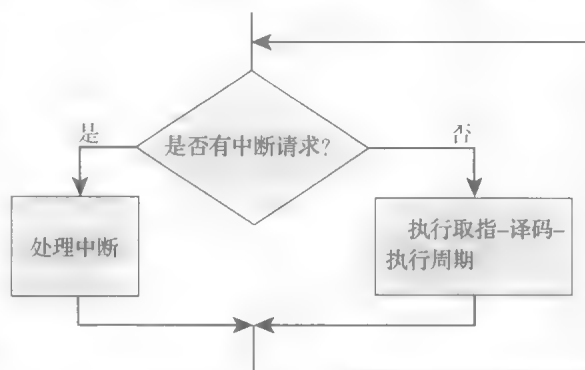 是否有中断请求?
是
否
处理中断
执行取指-译码-
执行周期